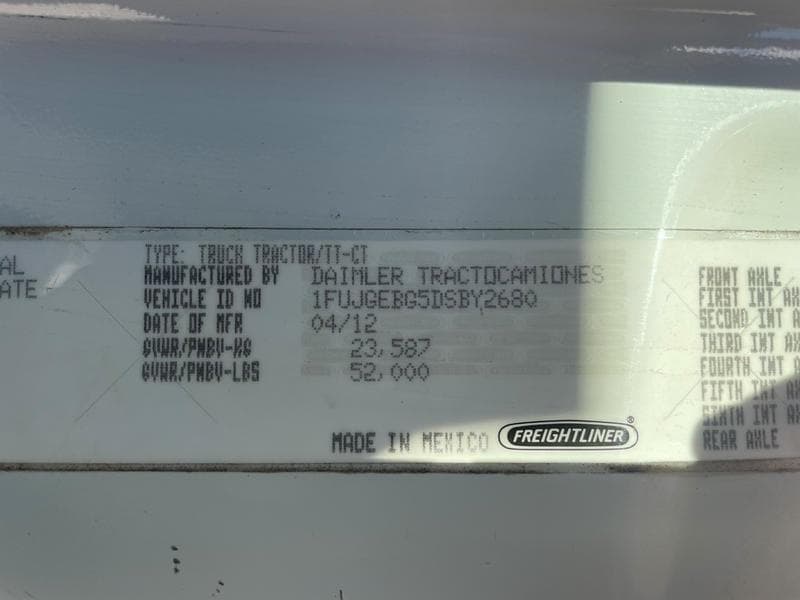 AL
ATE
TYPE: TRUCK TRACTOR/TT-CT
MANUFACTURED BY DAIMLER TRACTOCAMIONES
VEHICLE ID NO 1FUJGEBG5DSBY2680
DATE OF MFR 04/12
GVWR/PNBV-KG 23,587
GVWR/PNBV-LBS 52,000
MADE IN MEXICO FREIGHTLINER®
FRONT AXLE
FIRST INT AX
SECOND INT A
THIRD INT AX
FOURTH INT A
FIFTH INT AX
SIXTH INT AX
REAR AXLE